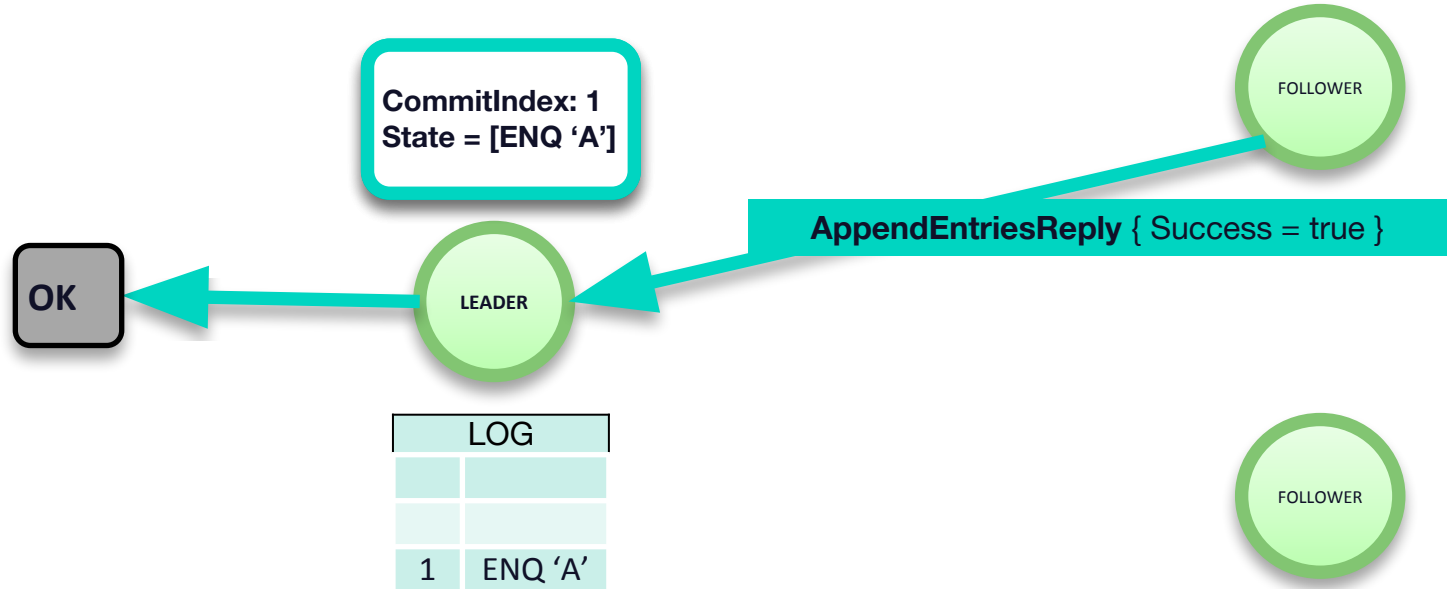 CommitIndex: 1
State = [ENQ ‘A’]
FOLLOWER
AppendEntriesReply { Success = true }
OK
LEADER
LOG
1 ENQ ‘A’
FOLLOWER